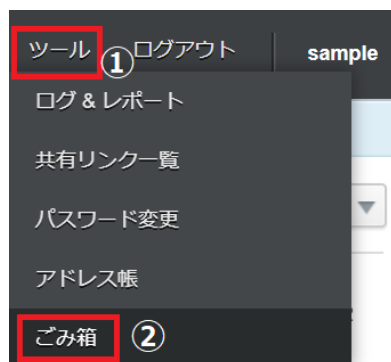 ツール ① ログアウト sample
ログ & レポート
共有リンク一覧
パスワード変更
アドレス帳
ごみ箱 ②